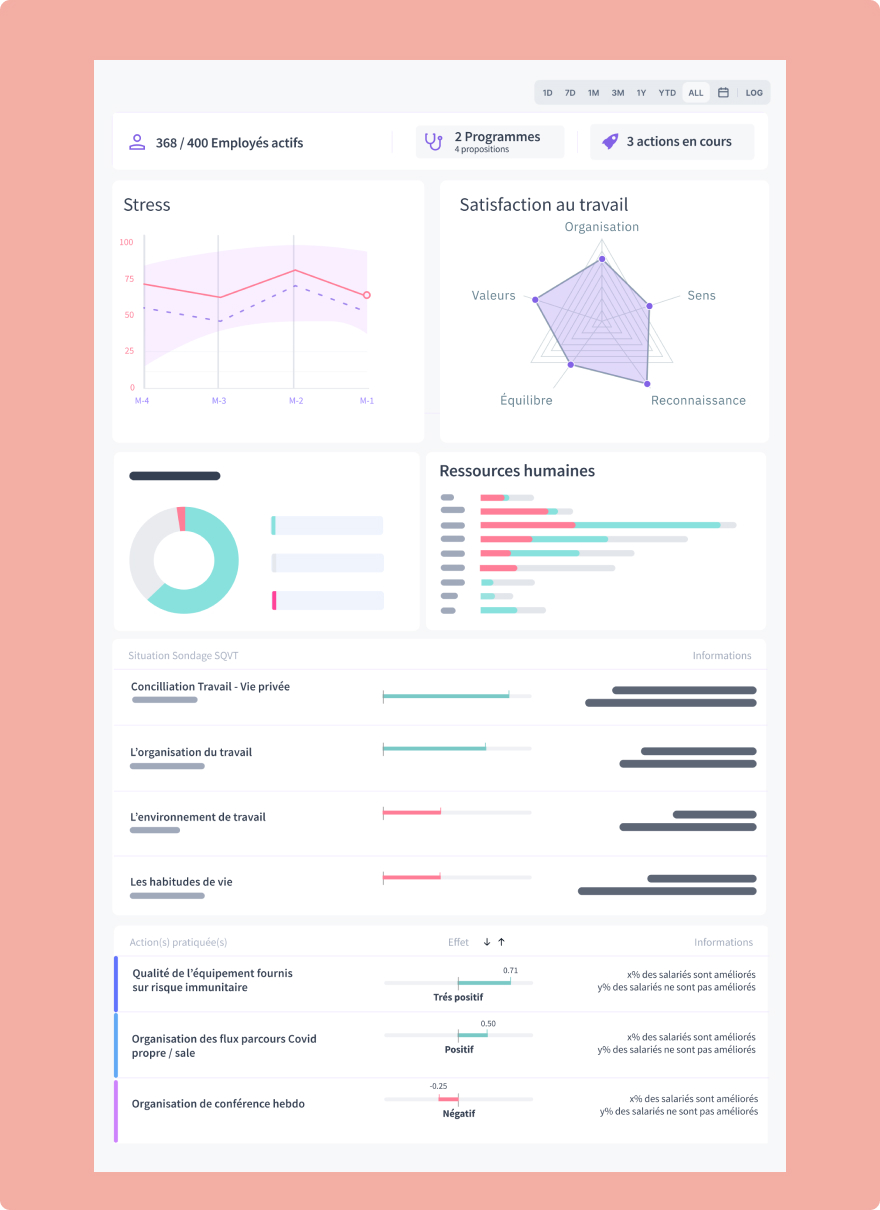 1D 7D 1M 3M 1Y YTD ALL LOG
368 / 400 Employés actifs
2 Programmes
4 propositions
3 actions en cours
Stress
100
75
50
25
0
M-4 M-3 M-2 M-1
Satisfaction au travail
Organisation
Valeurs
Sens
Équilibre
Reconnaissance
Ressources humaines
Situation Sondage SQVT Informations
Concilliation Travail - Vie privée
L'organisation du travail
L'environnement de travail
Les habitudes de vie
Action(s) pratiquée(s) Effet ↓ ↑ Informations
Qualité de l'équipement fournis
sur risque immunitaire
0.71
Trés positif
x% des salariés sont améliorés
y% des salariés ne sont pas améliorés
Organisation des flux parcours Covid
propre / sale
0.50
Positif
x% des salariés sont améliorés
y% des salariés ne sont pas améliorés
Organisation de conférence hebdo
-0.25
Négatif
x% des salariés sont améliorés
y% des salariés ne sont pas améliorés